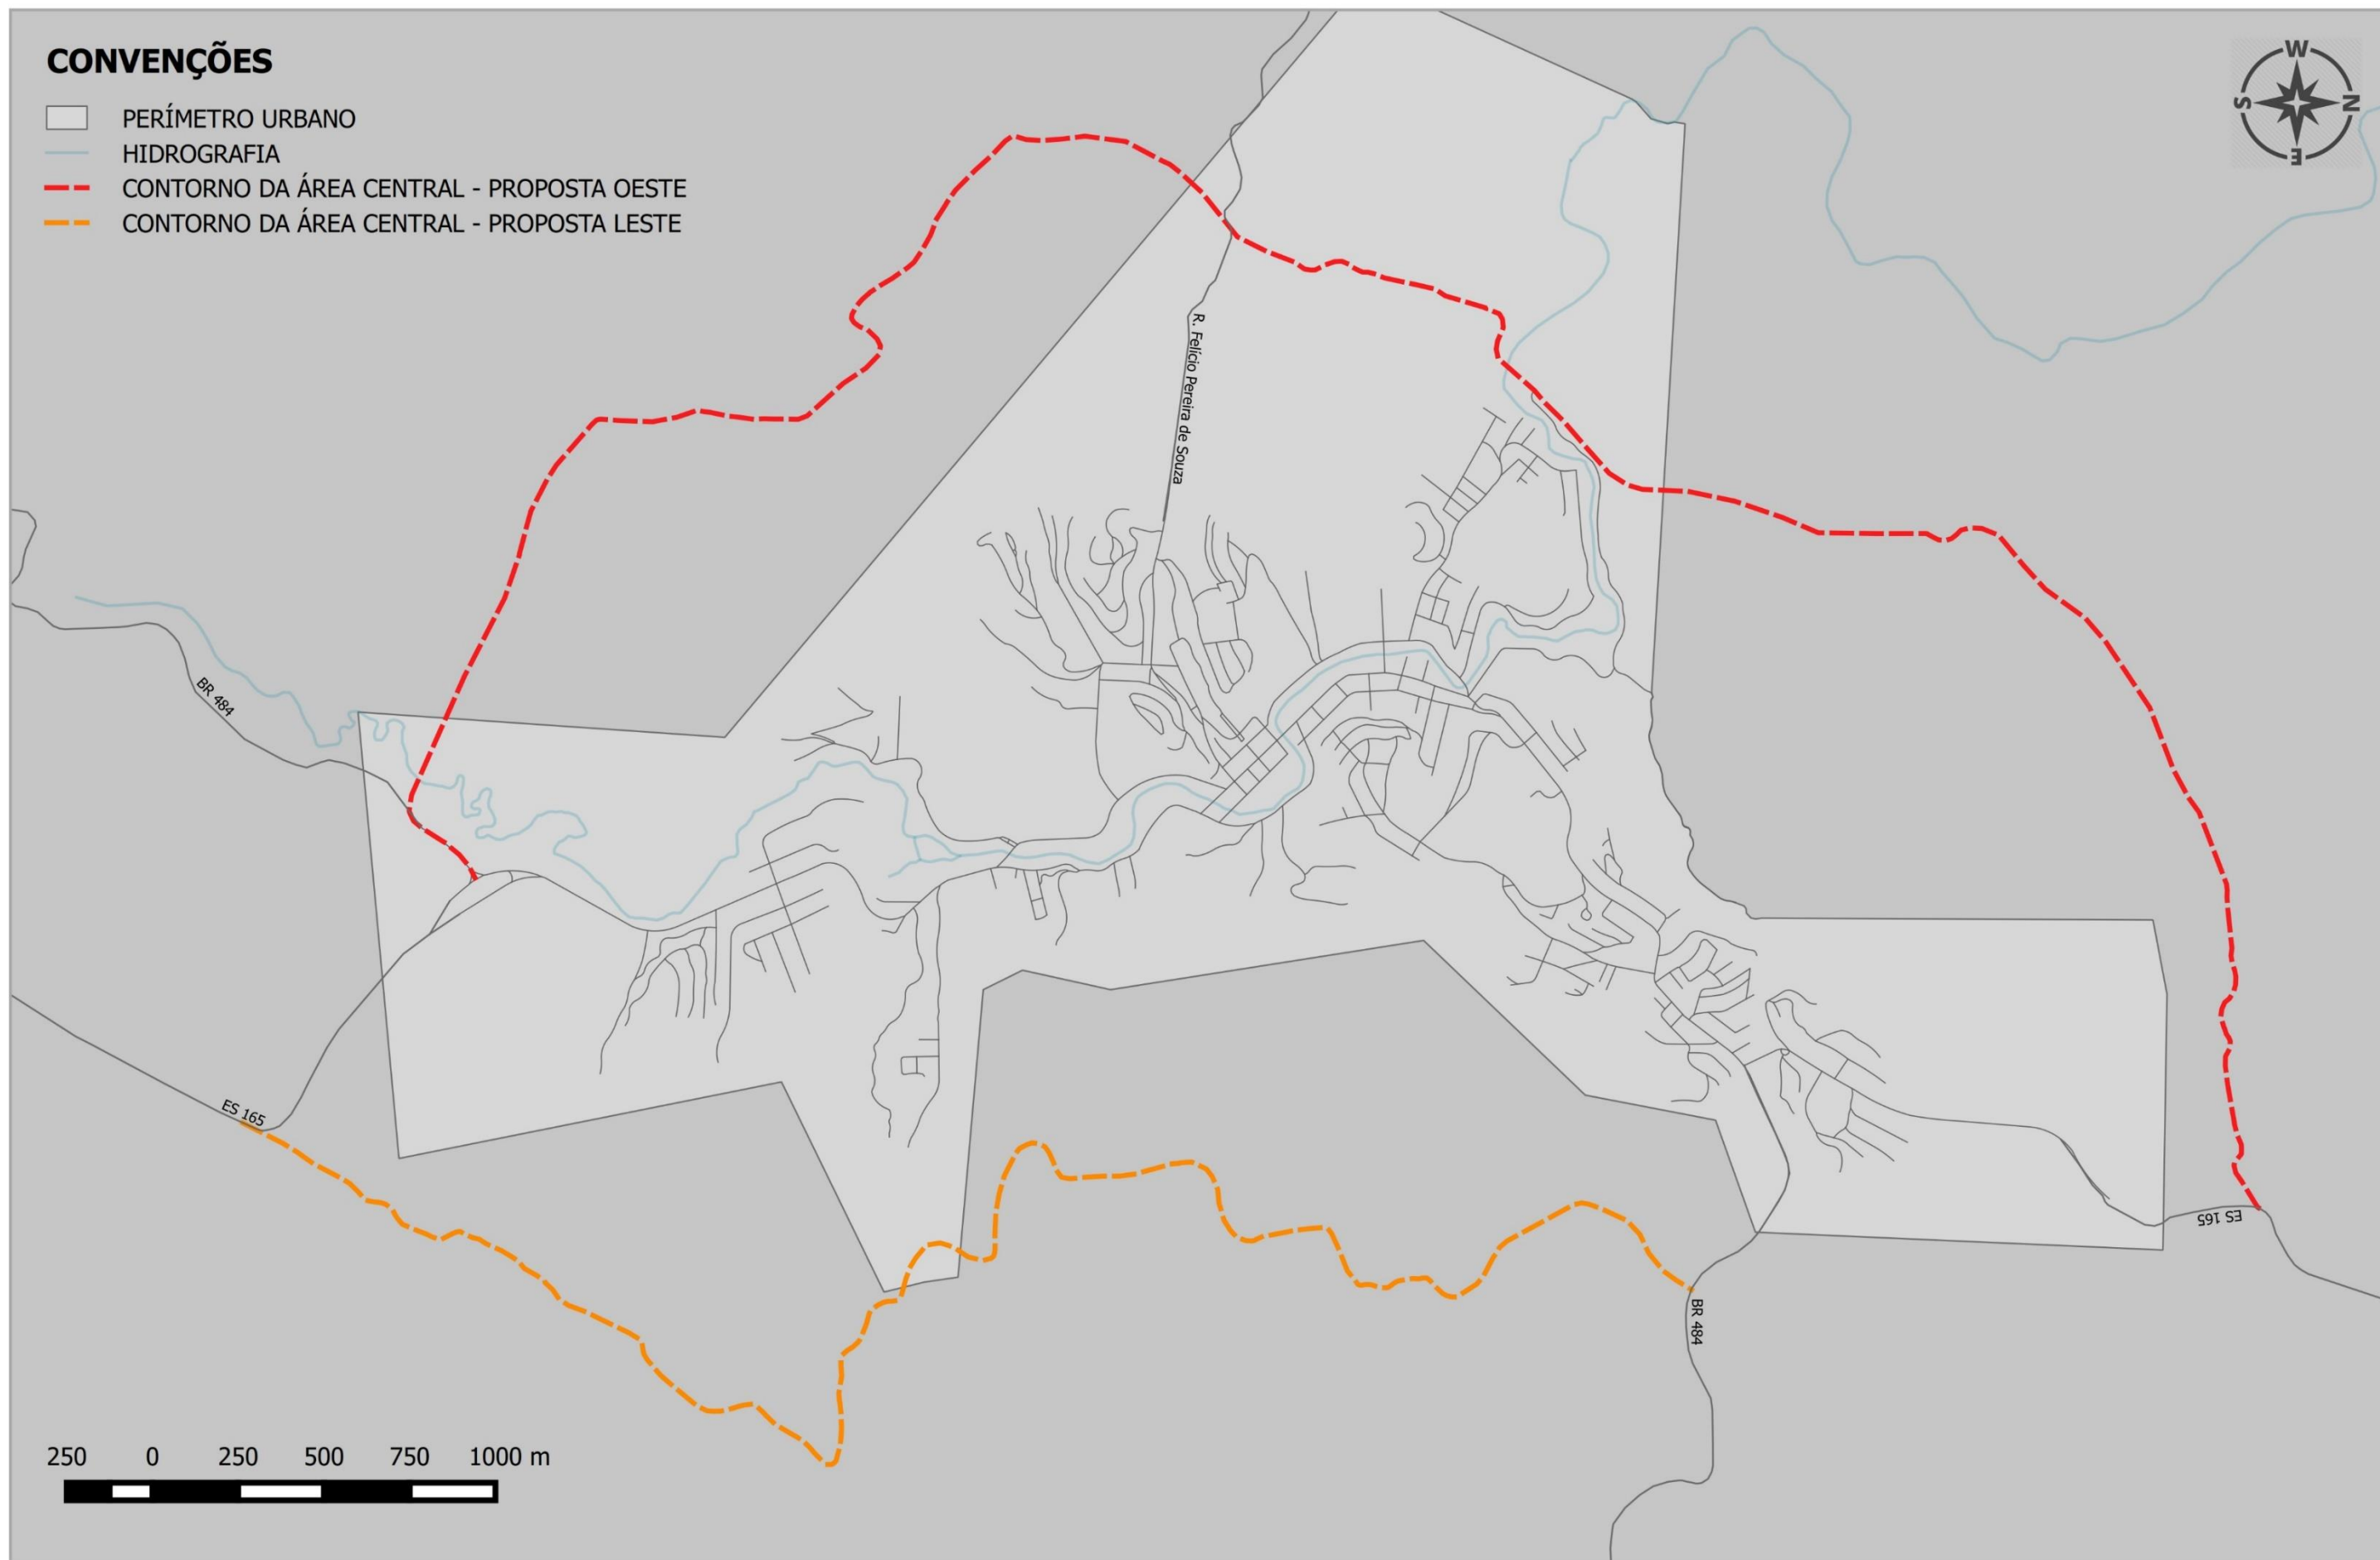 CONVENÇÕES
PERÍMETRO URBANO
HIDROGRAFIA
CONTORNO DA ÁREA CENTRAL - PROPOSTA OESTE
CONTORNO DA ÁREA CENTRAL - PROPOSTA LESTE
W
S
N
E
R. Felício Pereira de Souza
BR 484
ES 165
ES 165
BR 484
250 0 250 500 750 1000 m